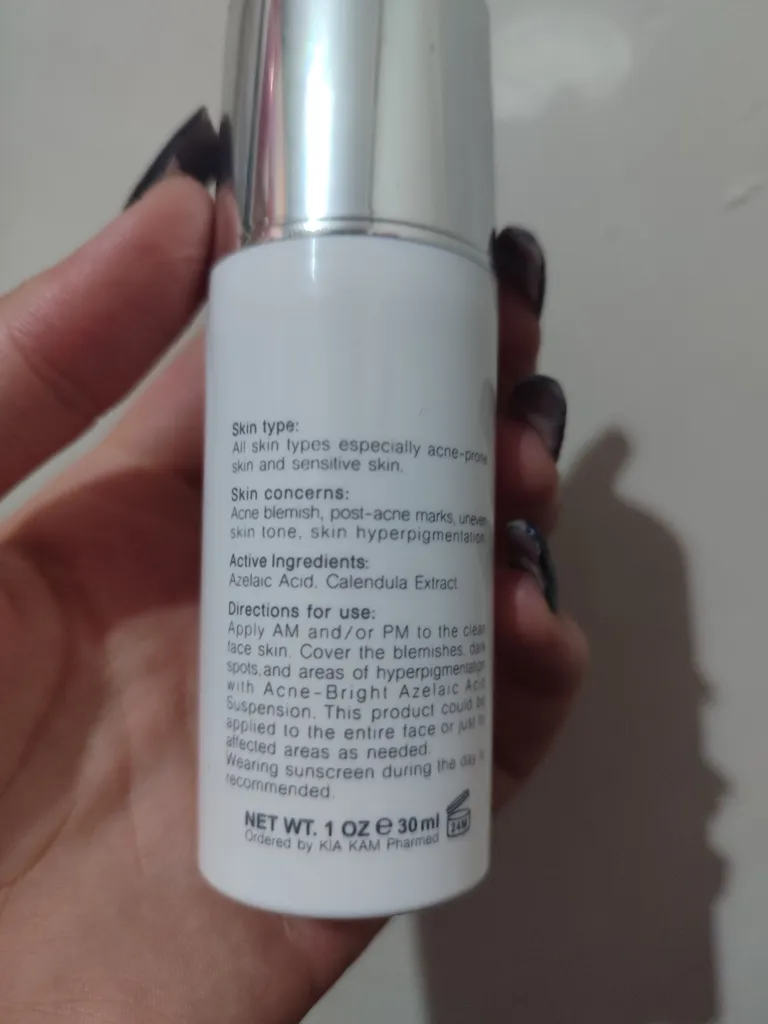 Skin type:
All skin types especially acne-prone
skin and sensitive skin.
Skin concerns:
Acne blemish, post-acne marks, uneven
skin tone, skin hyperpigmentation
Active Ingredients:
Azelaic Acid, Calendula Extract
Directions for use:
Apply AM and/or PM to the clean
face skin. Cover the blemishes, dark
spots, and areas of hyperpigmentation
with Acne-Bright Azelaic Acid
Suspension. This product could be
applied to the entire face or just to
affected areas as needed.
Wearing sunscreen during the day is
recommended.
NET WT. 1 OZ e 30 ml 24M
Ordered by KIA KAM Pharmed